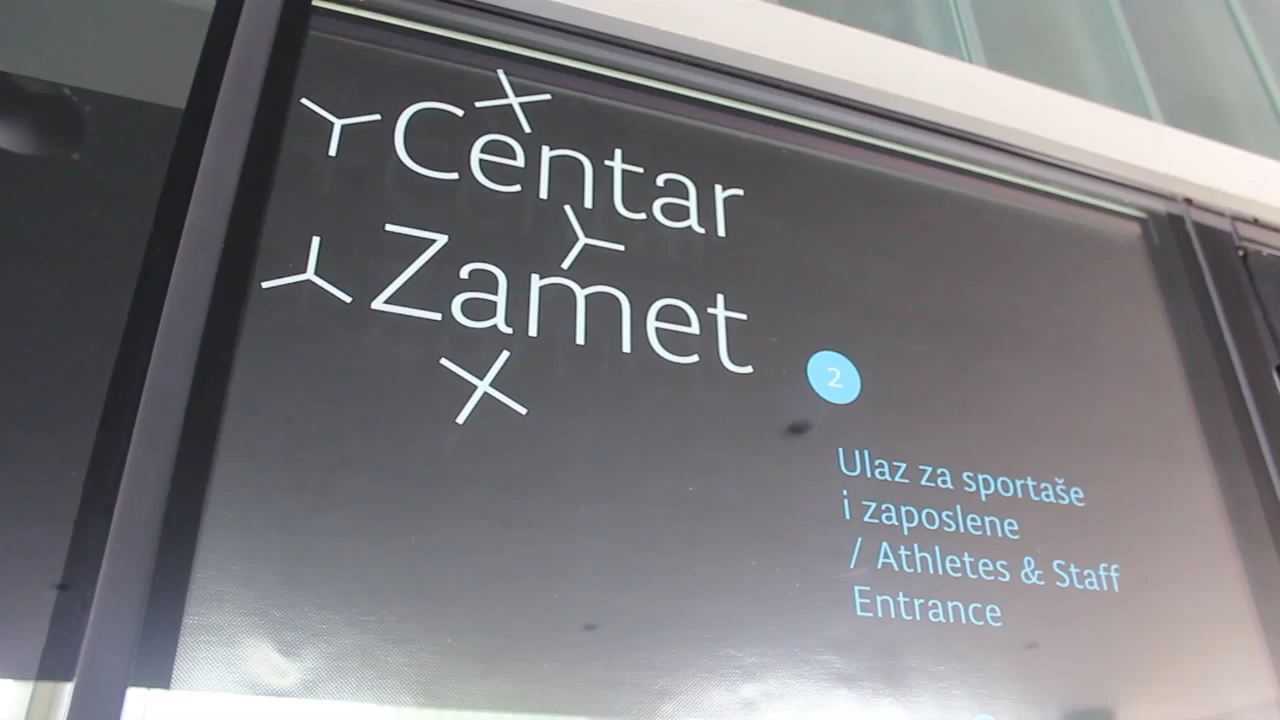 Centar
Zamet
2
Ulaz za sportaše
i zaposlene
/ Athletes & Staff
Entrance